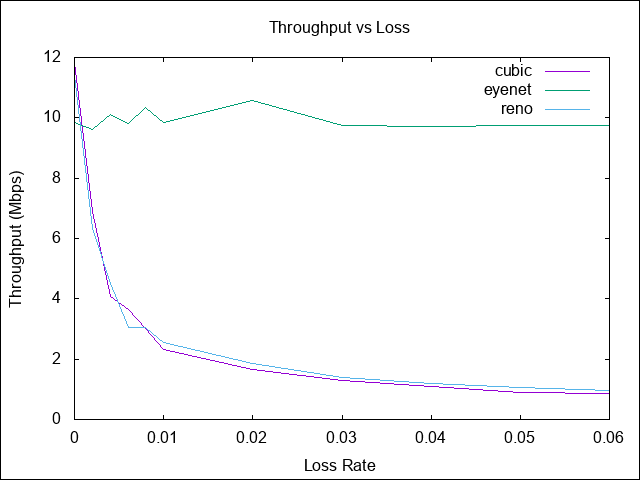 Throughput vs Loss
12
10
8
6
4
2
0
Throughput (Mbps)
cubic
eyenet
reno
0
0.01
0.02
0.03
0.04
0.05
0.06
Loss Rate